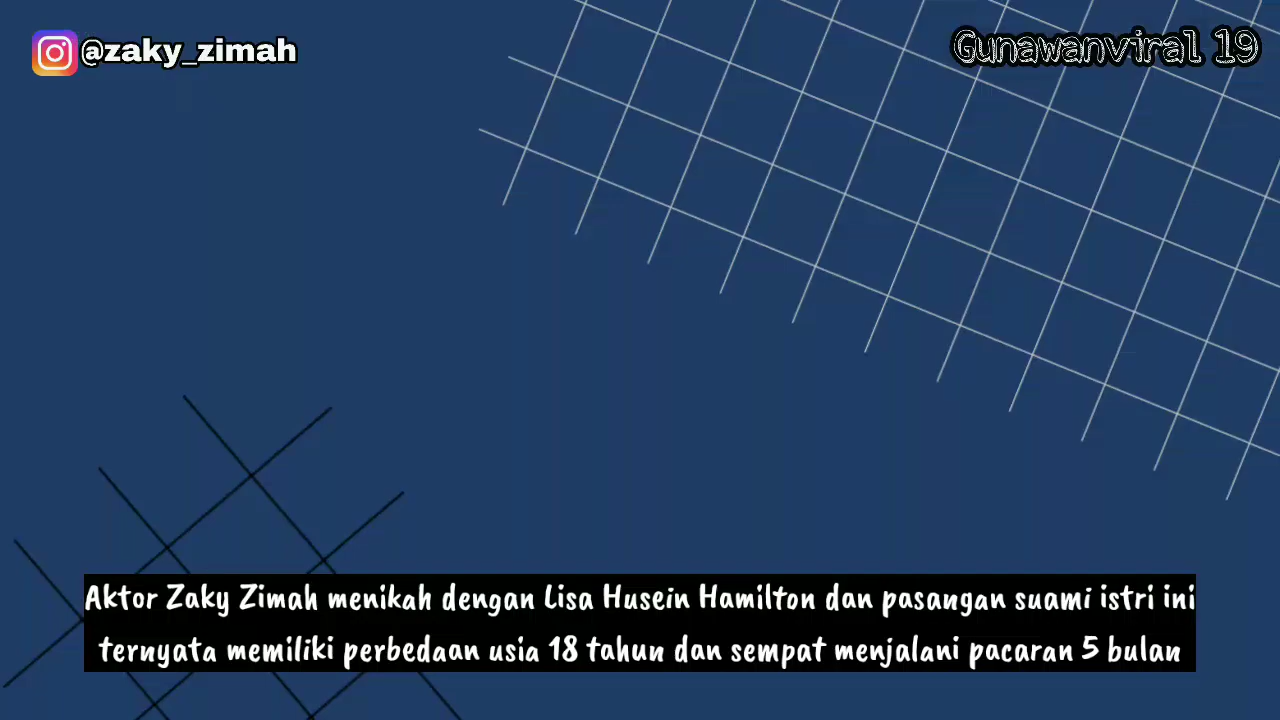 @zaky_zimah
Gunawanviral 19
Aktor Zaky Zimah menikah dengan Lisa Husein Hamilton dan pasangan suami istri ini
ternyata memiliki perbedaan usia 18 tahun dan sempat menjalani pacaran 5 bulan